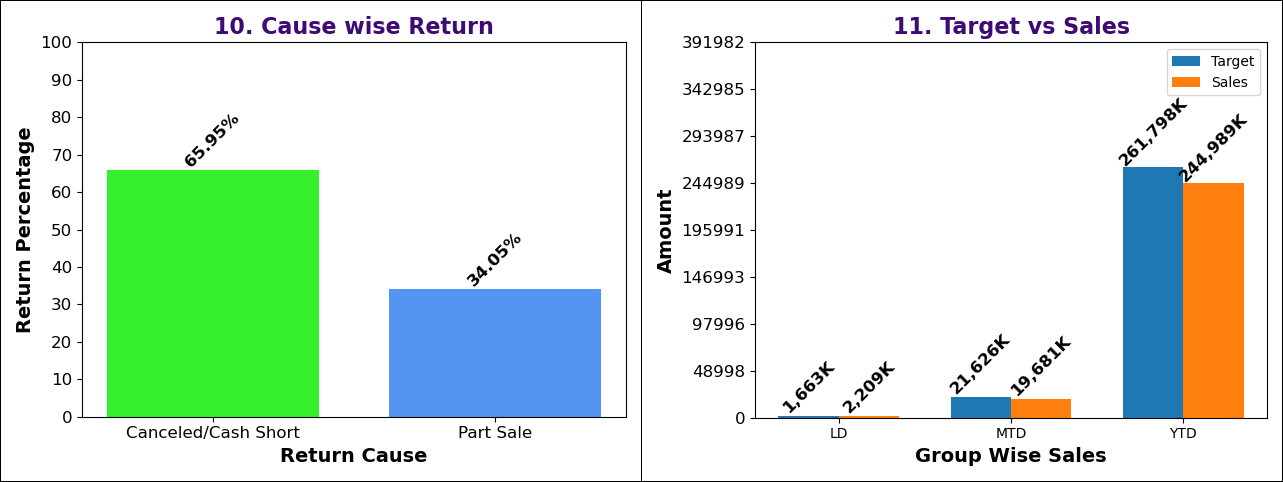 10. Cause wise Return
100
90
80
70
60
50
40
30
20
10
0
Return Percentage
65.95%
34.05%
Canceled/Cash Short
Part Sale
Return Cause
11. Target vs Sales
391982
342985
293987
244989
195991
146993
97996
48998
0
Amount
Target
Sales
1,663K
2,209K
21,626K
19,681K
261,798K
244,989K
LD
MTD
YTD
Group Wise Sales